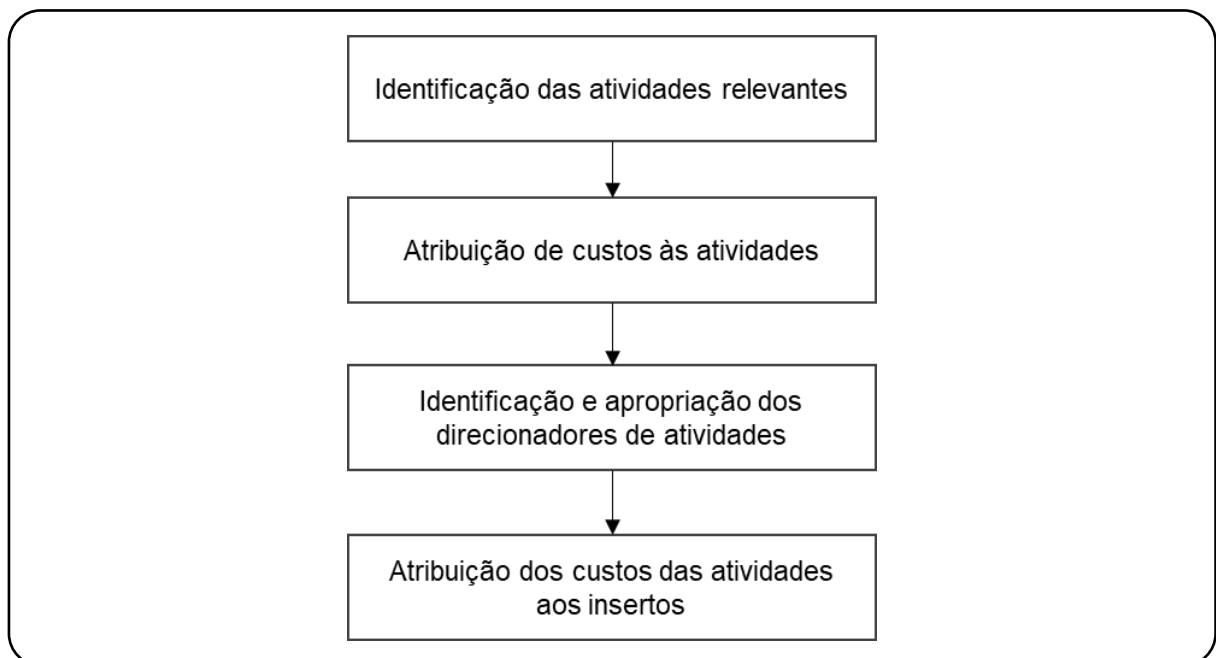 Identificação das atividades relevantes
Atribuição de custos às atividades
Identificação e apropriação dos
direcionadores de atividades
Atribuição dos custos das atividades
aos insertos